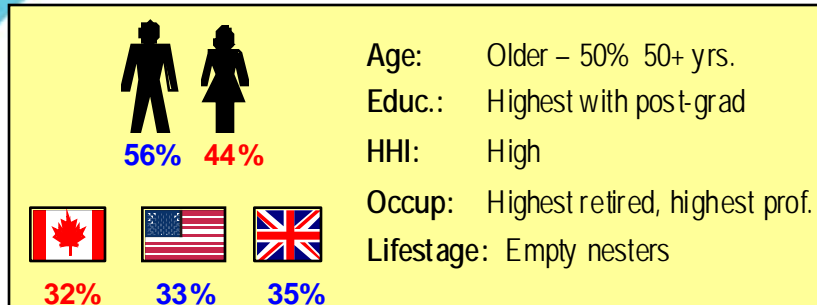 56% 44%
32% 33% 35%
Age: Older – 50% 50+ yrs.
Educ.: Highest with post-grad
HHI: High
Occup: Highest retired, highest prof.
Lifestage: Empty nesters